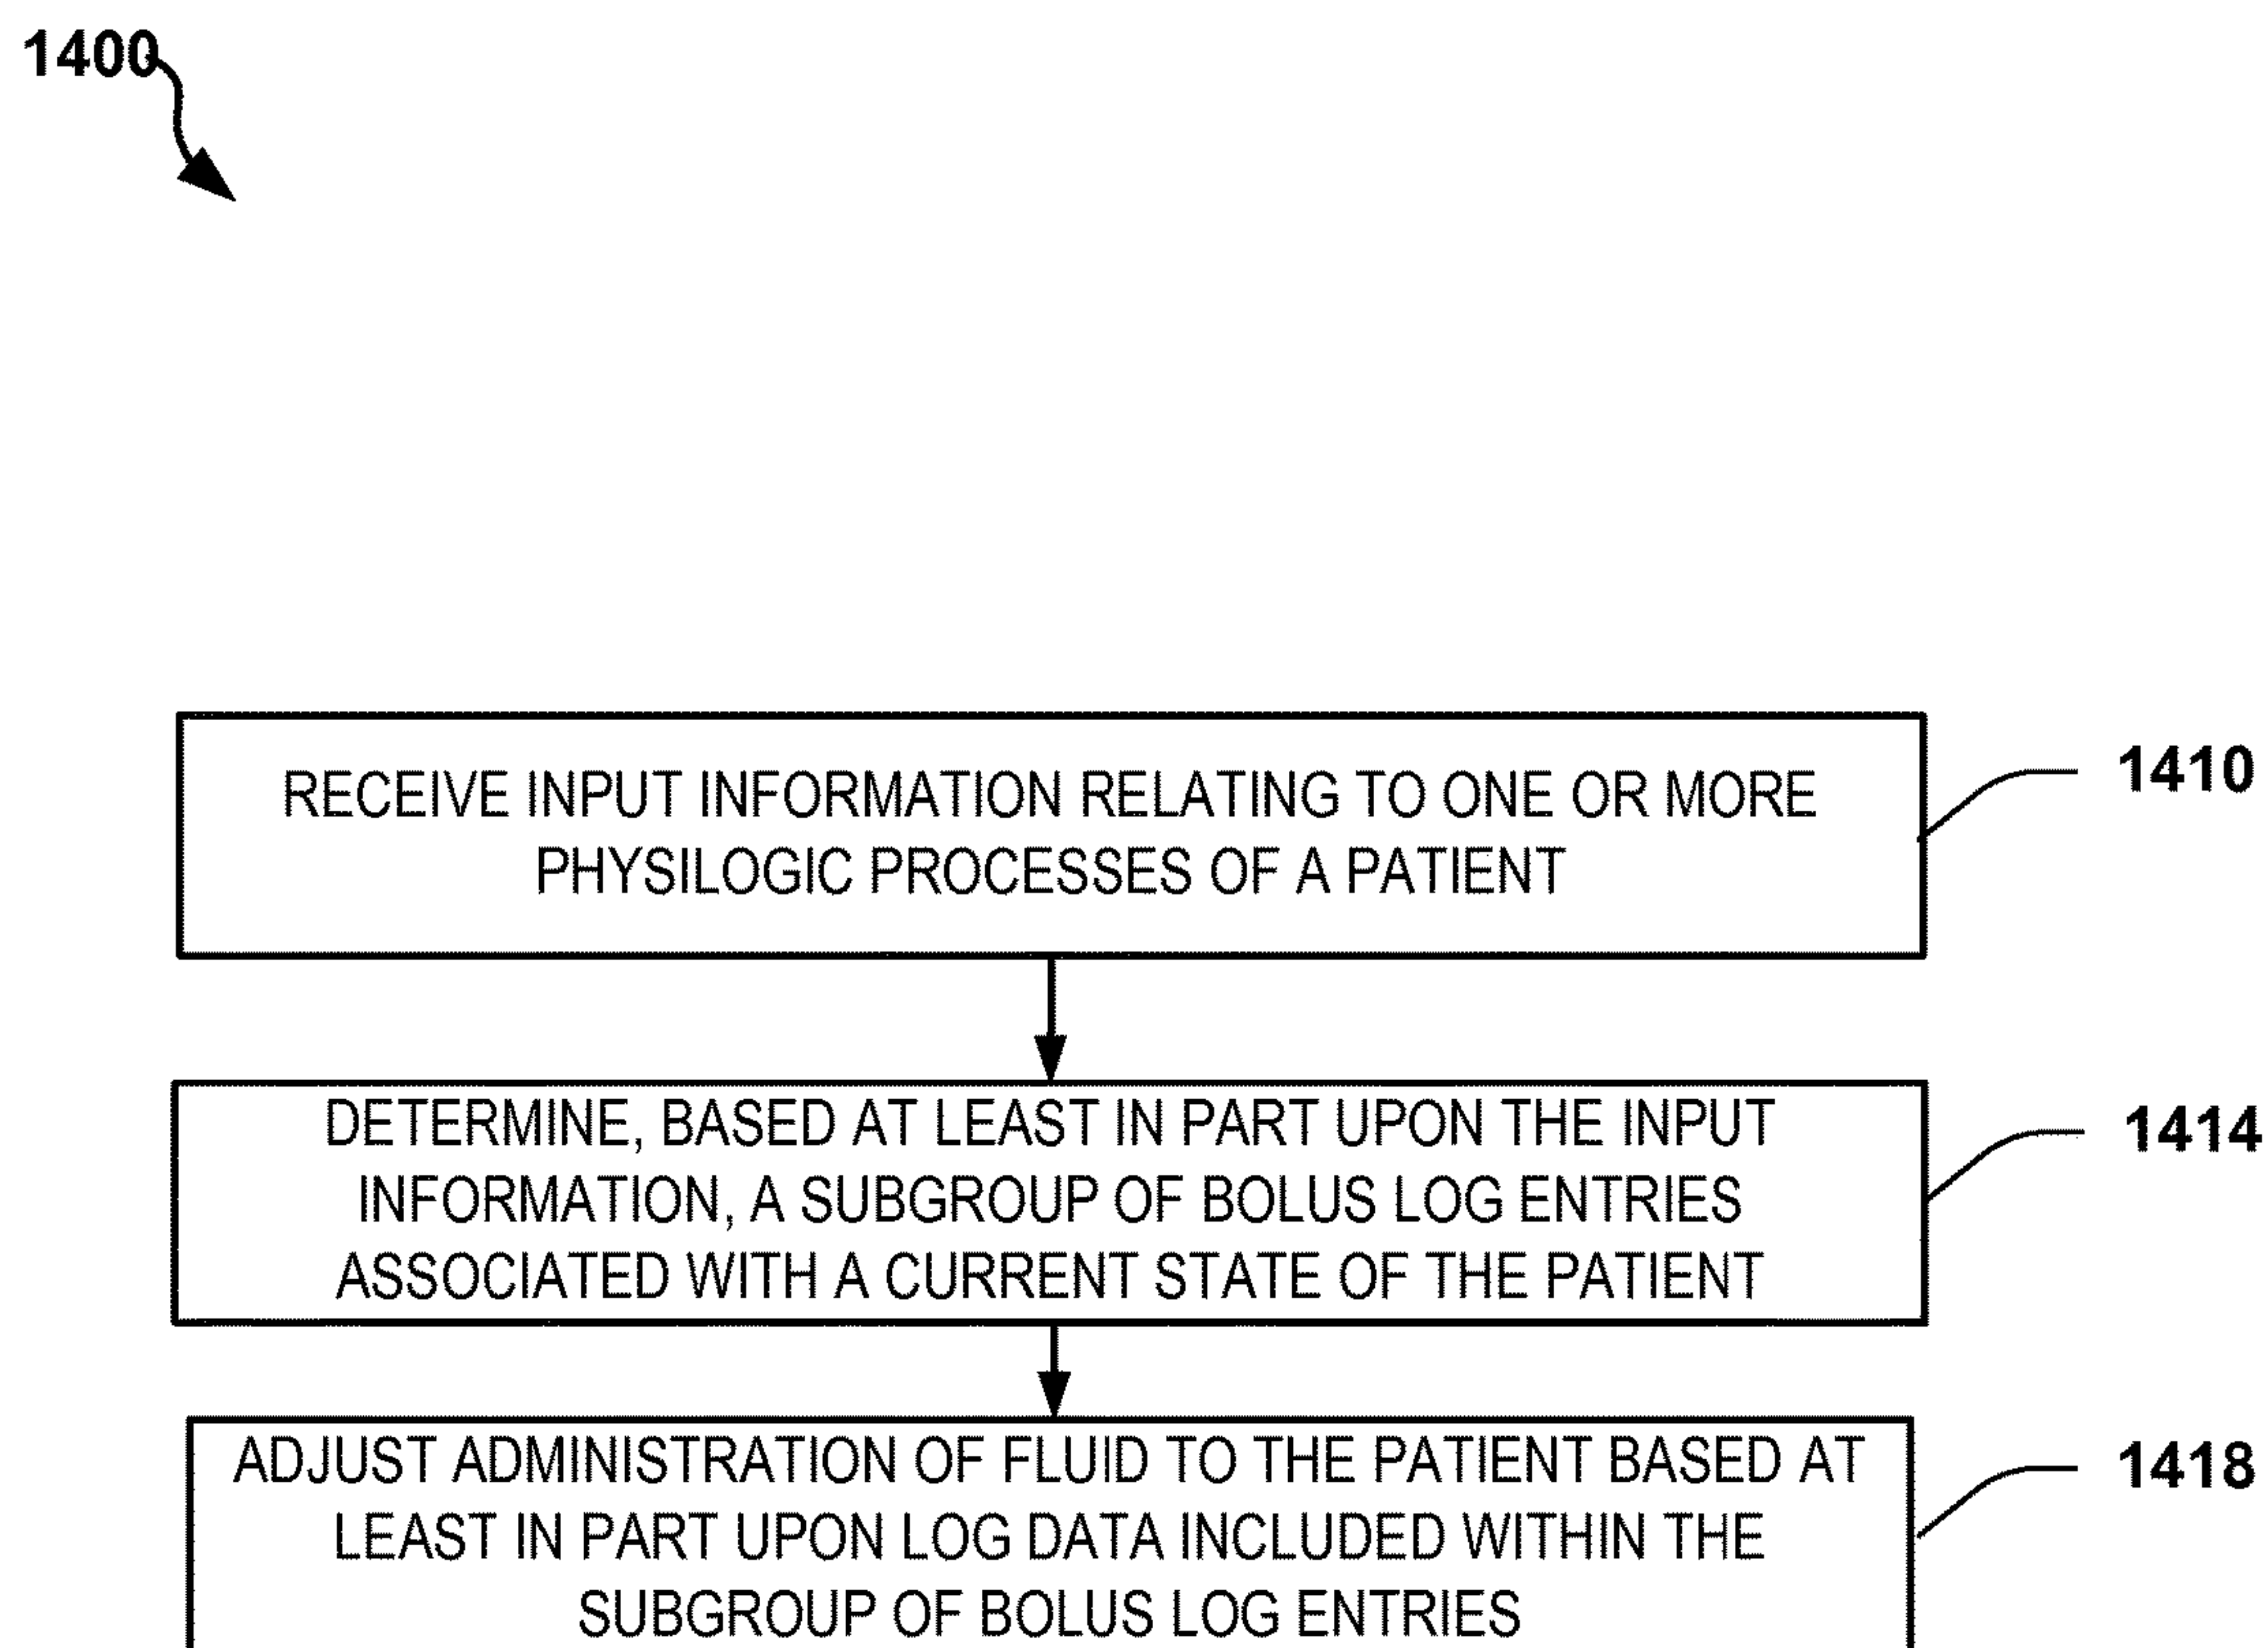 1400
RECEIVE INPUT INFORMATION RELATING TO ONE OR MORE
PHYSILOGIC PROCESSES OF A PATIENT
1410
DETERMINE, BASED AT LEAST IN PART UPON THE INPUT
INFORMATION, A SUBGROUP OF BOLUS LOG ENTRIES
ASSOCIATED WITH A CURRENT STATE OF THE PATIENT
1414
ADJUST ADMINISTRATION OF FLUID TO THE PATIENT BASED AT
LEAST IN PART UPON LOG DATA INCLUDED WITHIN THE
SUBGROUP OF BOLUS LOG ENTRIES
1418